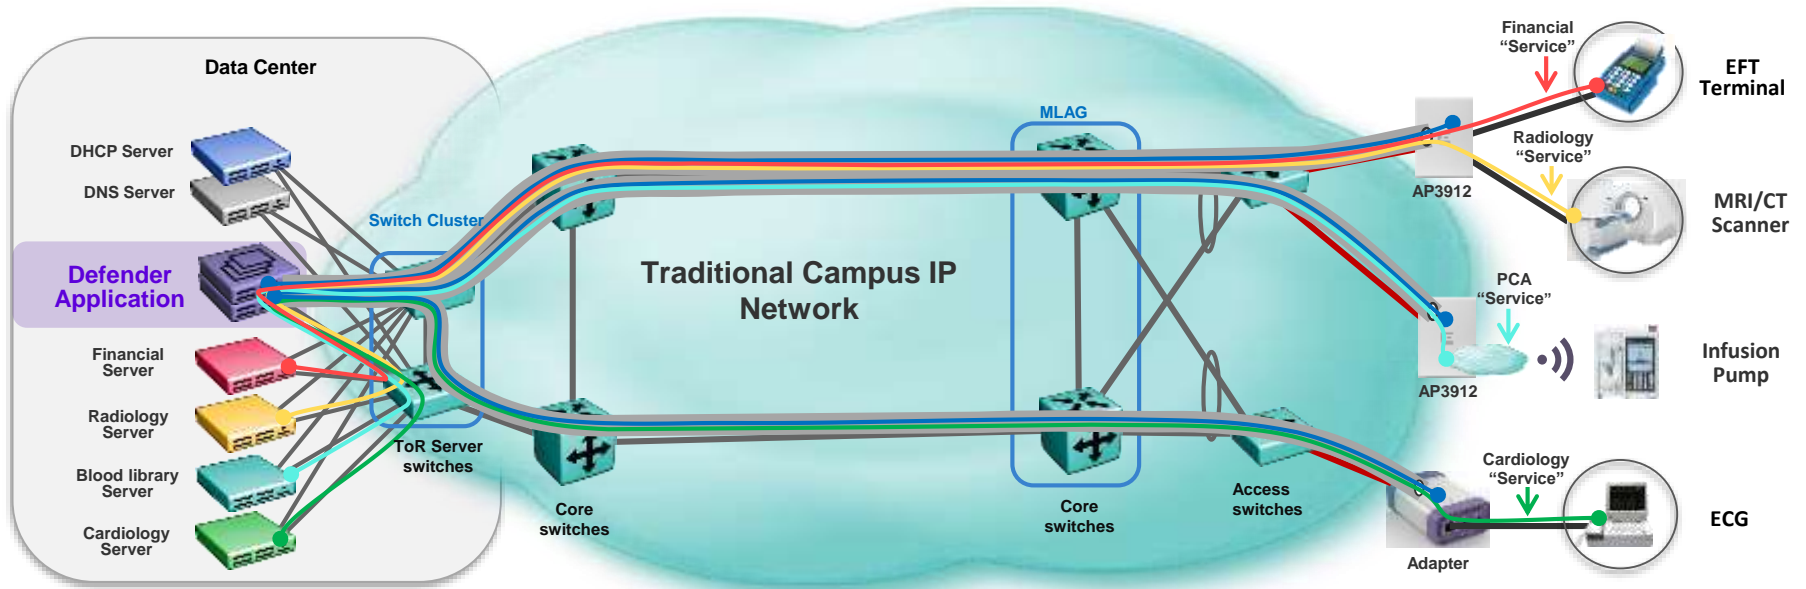 Data Center
DHCP Server
DNS Server
Defender
Application
Financial
Server
Radiology
Server
Blood library
Server
Cardiology
Server
Switch Cluster
ToR Server
switches
Core
switches
Traditional Campus IP
Network
MLAG
Core
switches
Access
switches
Financial
“Service”
EFT
Terminal
Radiology
“Service”
AP3912
MRI/CT
Scanner
PCA
“Service”
AP3912
Infusion
Pump
Cardiology
“Service”
Adapter
ECG